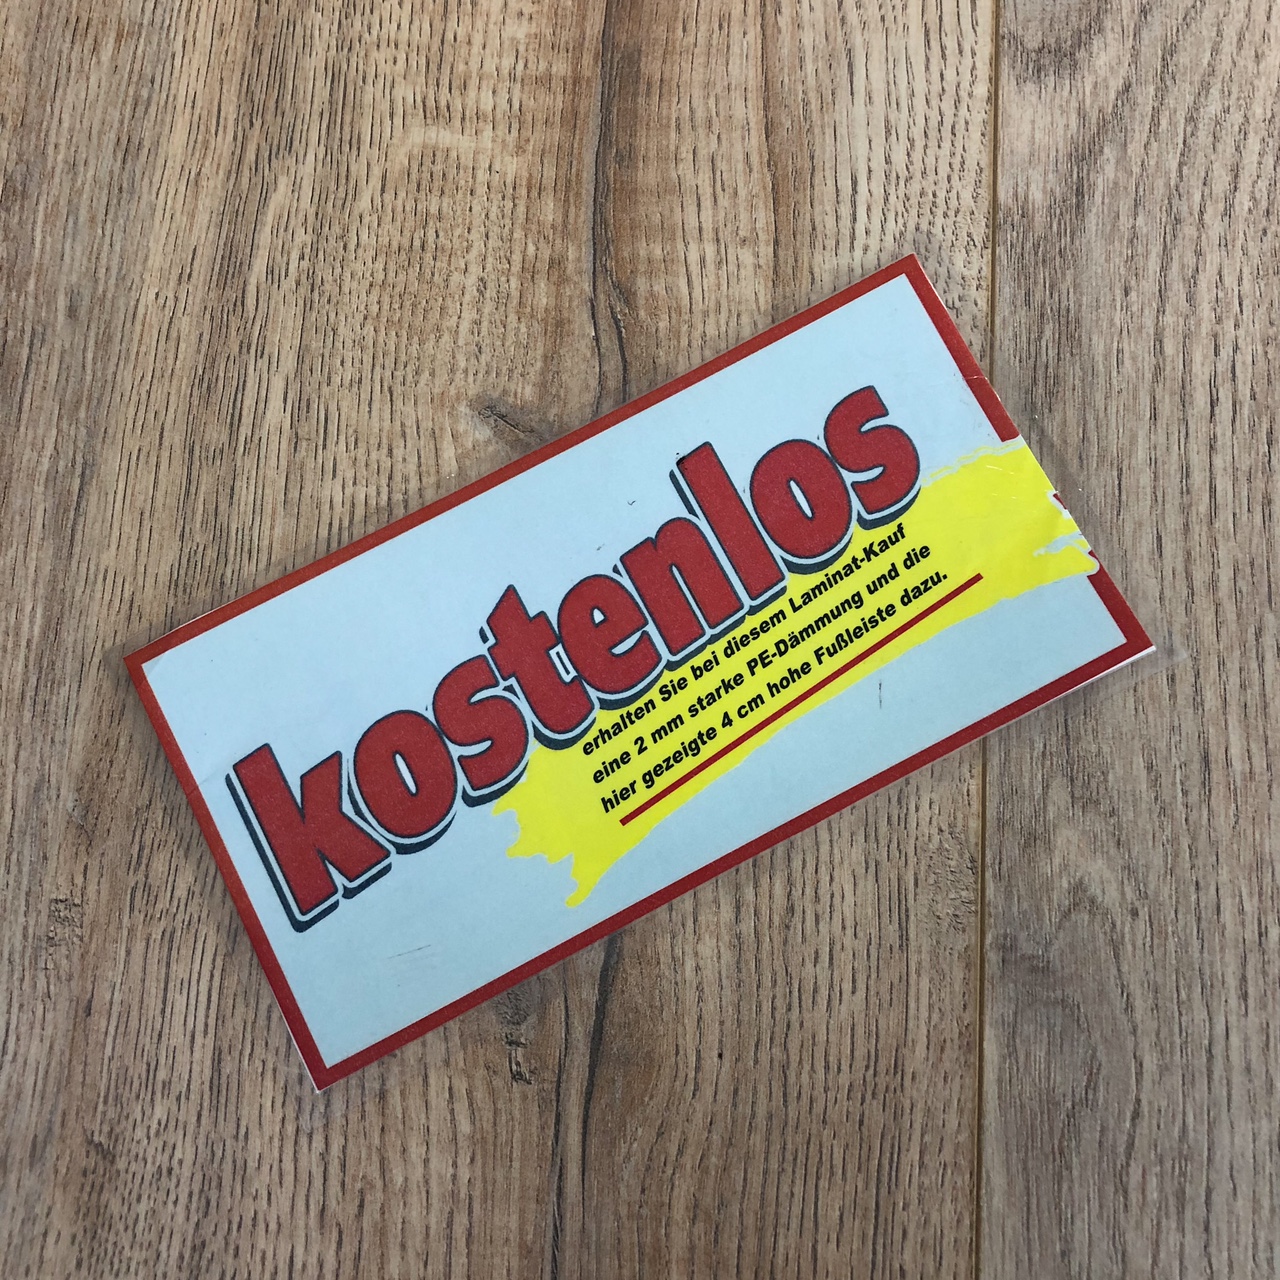 kostenlos
erhalten Sie bei diesem Laminat-Kauf
eine 2 mm starke PE-Dämmung und die
hier gezeigte 4 cm hohe Fußleiste dazu.